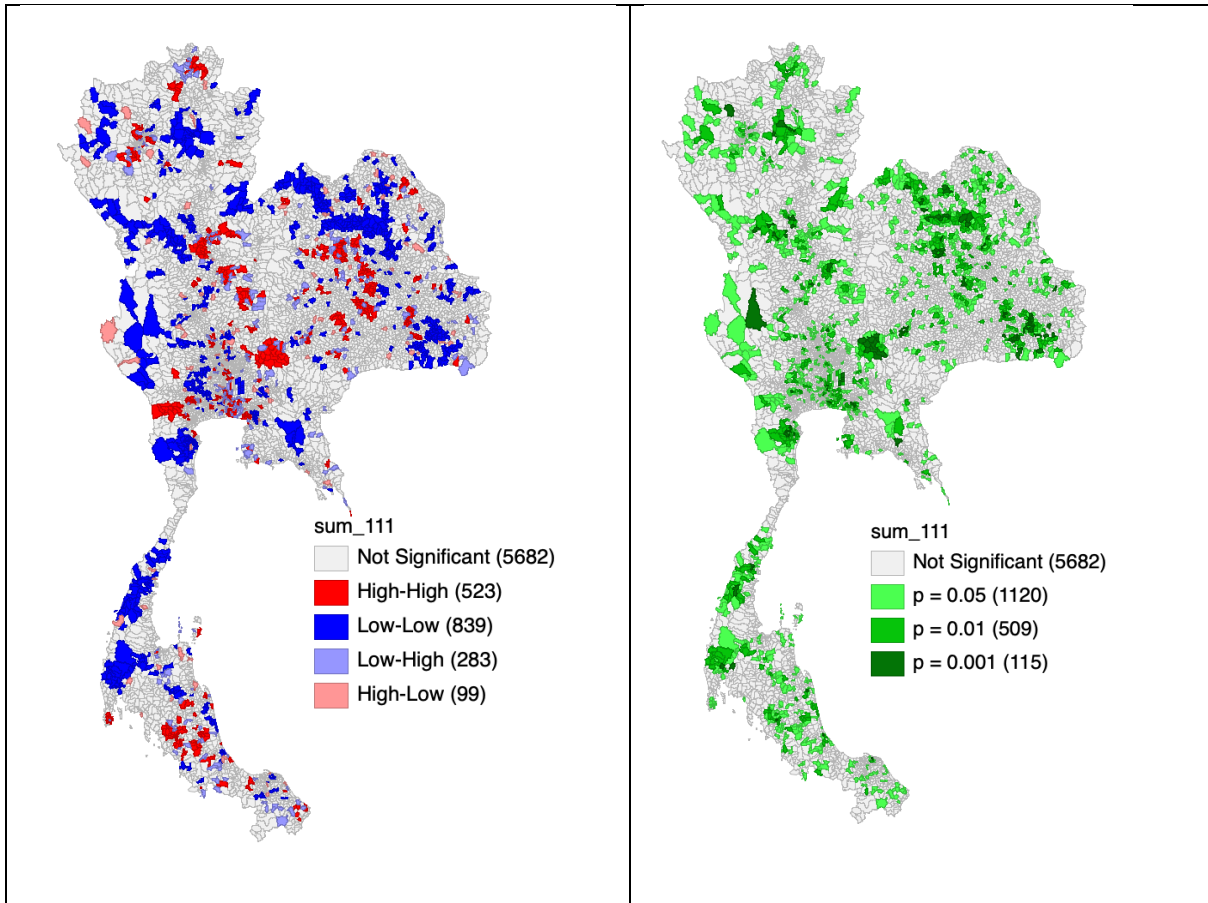 sum_111
Not Significant (5682)
High-High (523)
Low-Low (839)
Low-High (283)
High-Low (99)
sum_111
Not Significant (5682)
p = 0.05 (1120)
p = 0.01 (509)
p = 0.001 (115)